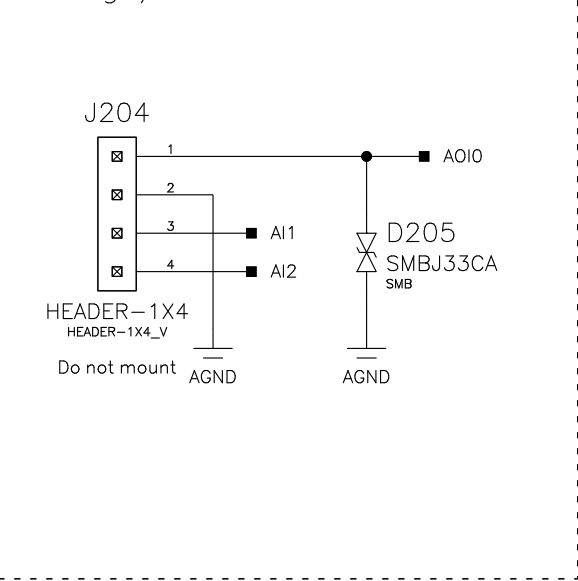 J204
1
AOI0
2
3
AI1
D205
4
AI2
SMBJ33CA
SMB
HEADER-1X4
HEADER-1X4_V
Do not mount
AGND
AGND